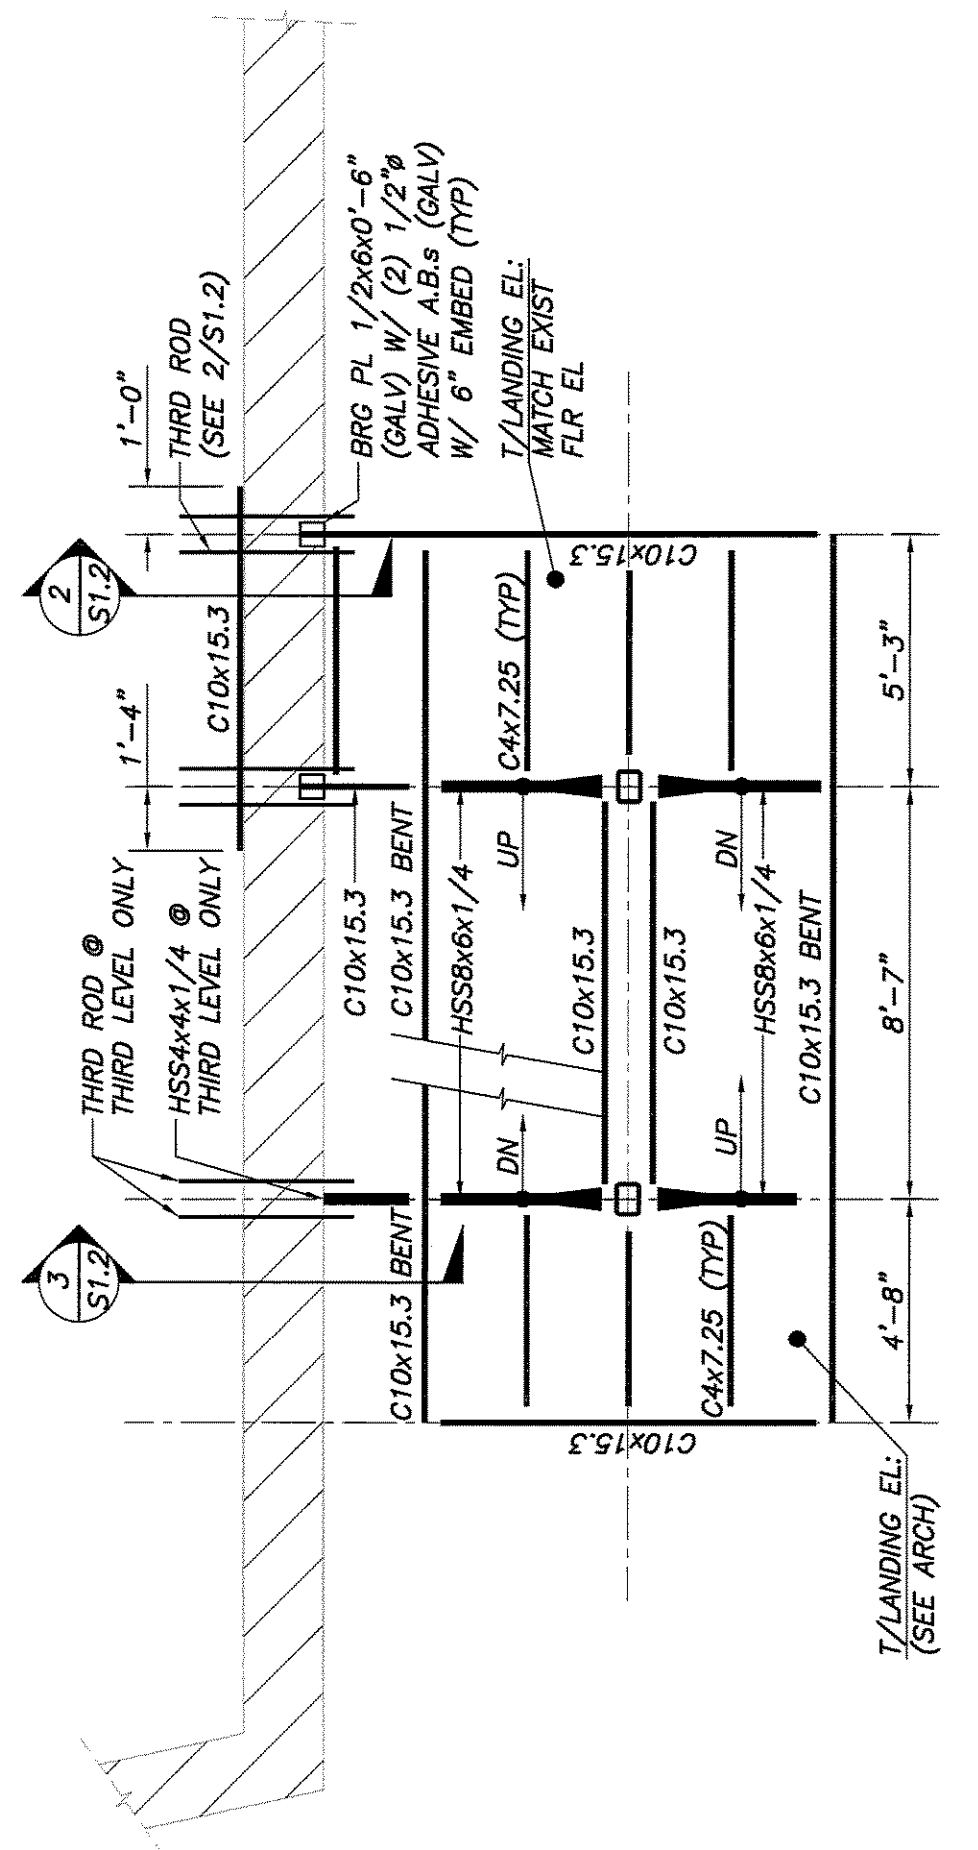 THRD ROD @
THIRD LEVEL ONLY
HSS4x4x1/4 @
THIRD LEVEL ONLY
3
S1.2
2
S1.2
1'-4"
1'-0"
C10x15.3
THRD ROD
(SEE 2/S1.2)
BRG PL 1/2x6x0'-6"
(GALV) W/ (2) 1/2"ø
ADHESIVE A.B.s (GALV)
W/ 6" EMBED (TYP)
T/LANDING EL:
MATCH EXIST
FLR EL
C10x15.3
C10x15.3 BENT
C10x15.3 BENT
HSS8x6x1/4
DN
UP
C4x7.25 (TYP)
C10x15.3
C10x15.3
C10x15.3
C10x15.3
UP
DN
HSS8x6x1/4
C4x7.25 (TYP)
C10x15.3 BENT
4'-8"
8'-7"
5'-3"
T/LANDING EL:
(SEE ARCH)